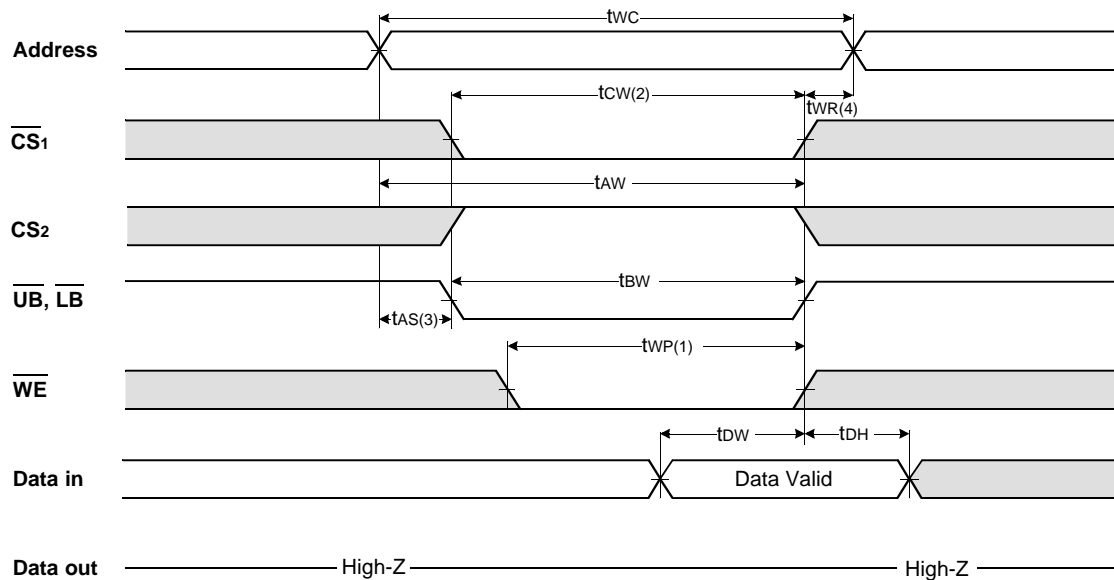 tWC
Address
tCW(2)
tWR(4)
CS1
tAW
CS2
tBW
UB, LB
tAS(3)
tWP(1)
WE
tDW
tDH
Data in
Data Valid
Data out
High-Z
High-Z